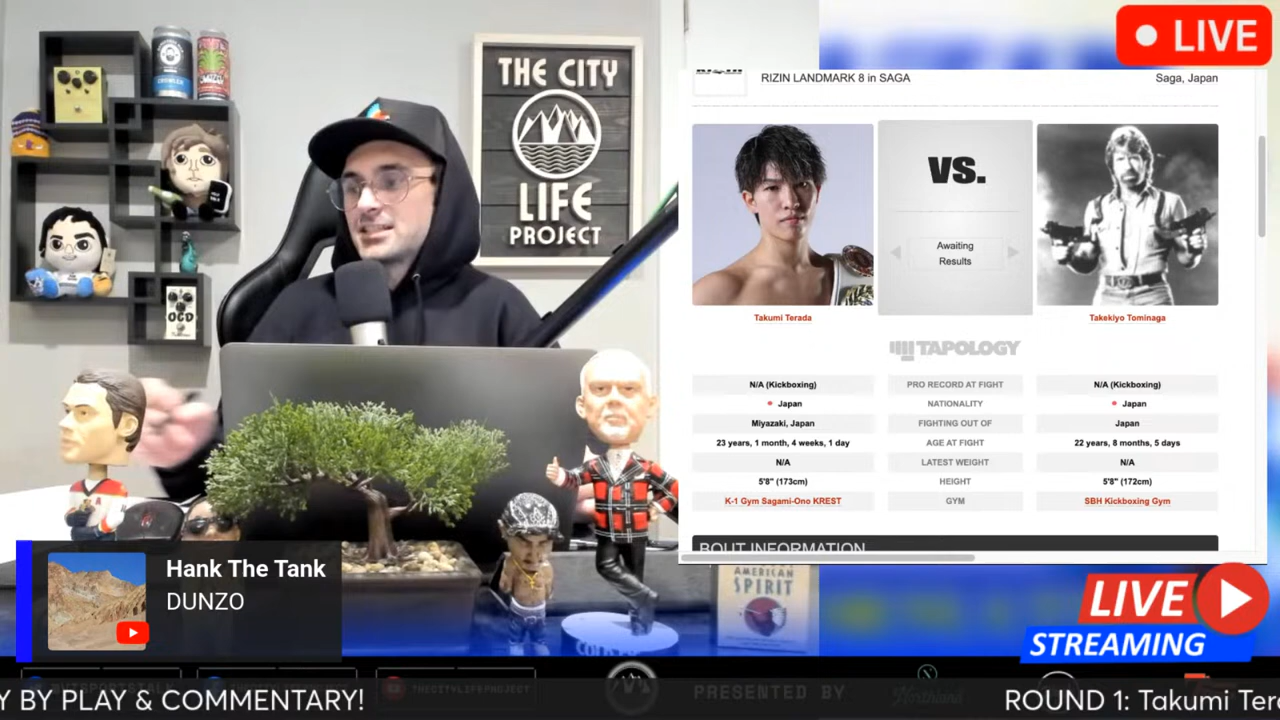 LIVE
THE CITY
LIFE
PROJECT
OCD
RIZIN LANDMARK 8 in SAGA
Saga, Japan
VS.
Awaiting
Results
Takumi Terada
Takekiyo Tominaga
TAPOLOGY
N/A (Kickboxing) PRO RECORD AT FIGHT N/A (Kickboxing)
Japan NATIONALITY Japan
Miyazaki, Japan FIGHTING OUT OF Japan
23 years, 1 month, 4 weeks, 1 day AGE AT FIGHT 22 years, 8 months, 5 days
N/A LATEST WEIGHT N/A
5'8" (173cm) HEIGHT 5'8" (172cm)
K-1 Gym Sagami-Ono KREST GYM SBH Kickboxing Gym
BOUT INFORMATION
Hank The Tank
DUNZO
AMERICAN
SPIRIT
LIVE
STREAMING
THECITYLIFEPROJECT
PRESENTED BY
Northbound
Y BY PLAY & COMMENTARY!
ROUND 1: Takumi Tera